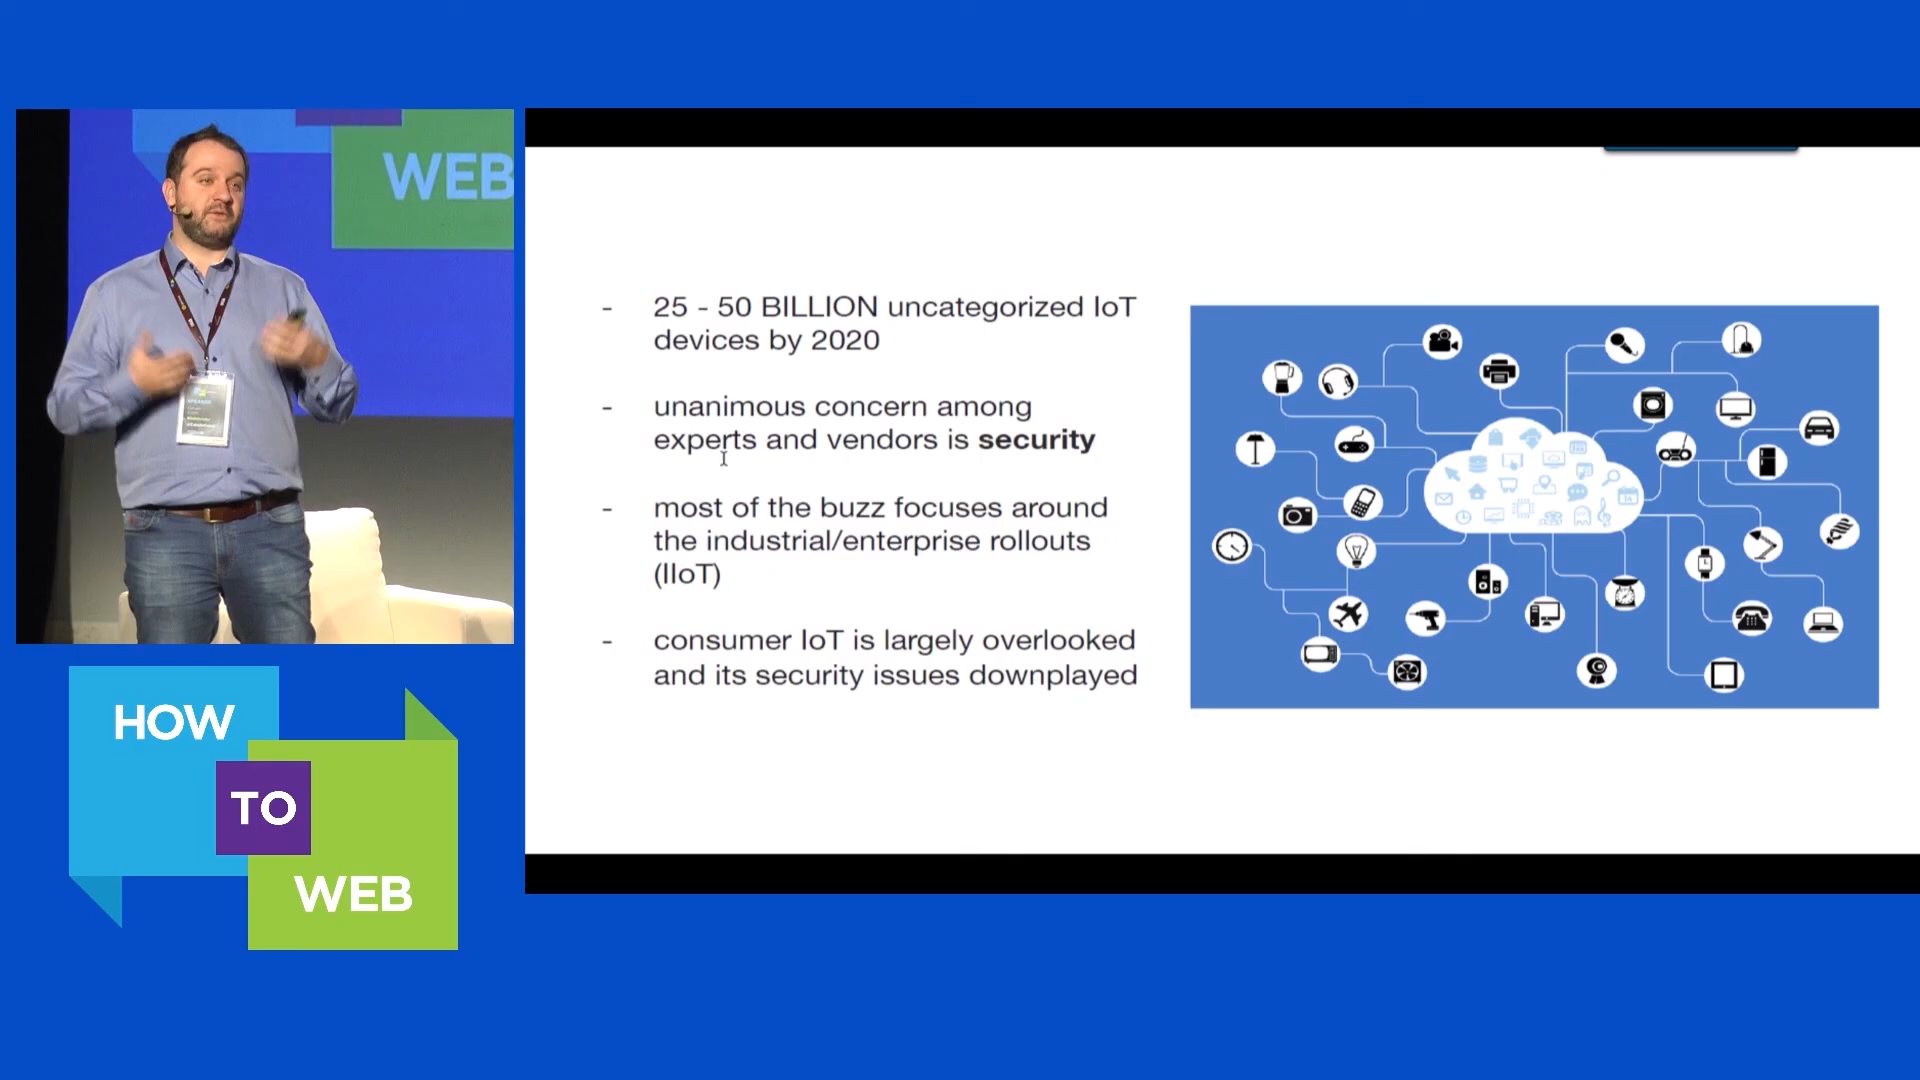 WEB
SPEAKER
HOW
TO
WEB
- 25 - 50 BILLION uncategorized IoT
devices by 2020
- unanimous concern among
experts and vendors is security
- most of the buzz focuses around
the industrial/enterprise rollouts
(IIoT)
- consumer IoT is largely overlooked
and its security issues downplayed